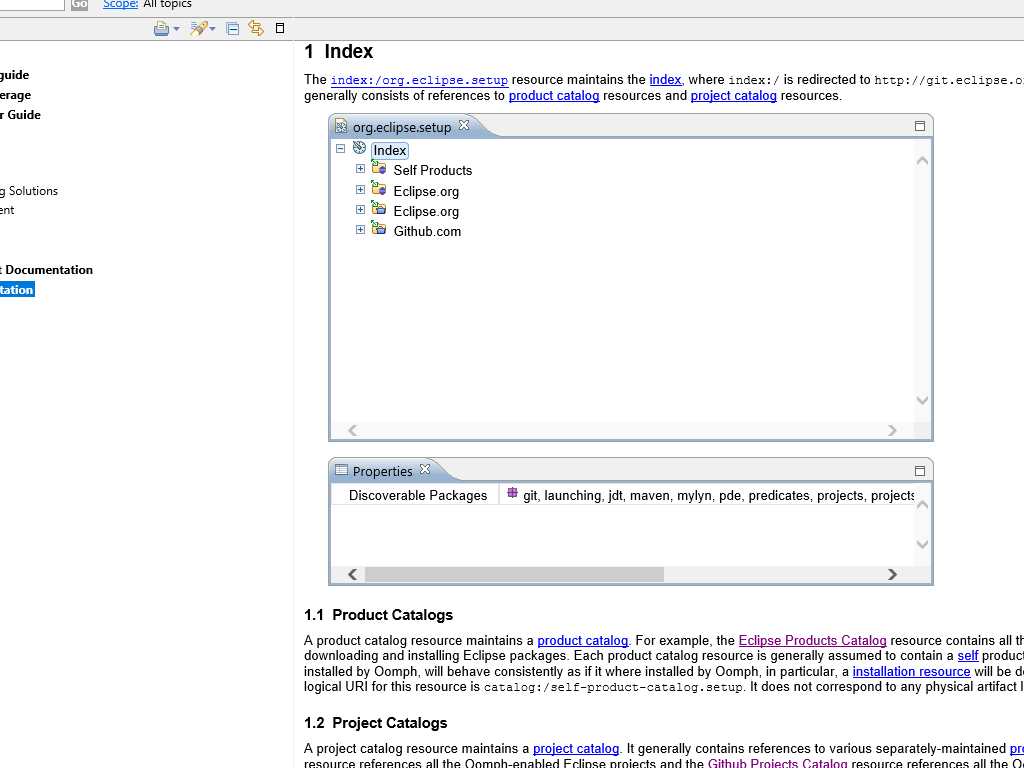 Go Scope: All topics
guide
erage
r Guide
g Solutions
ent
t Documentation
tation
1 Index
The index:/org.eclipse.setup resource maintains the index, where index:/ is redirected to http://git.eclipse.o
generally consists of references to product catalog resources and project catalog resources.
org.eclipse.setup
Index
Self Products
Eclipse.org
Eclipse.org
Github.com
Properties
Discoverable Packages git, launching, jdt, maven, mylyn, pde, predicates, projects, projects
1.1 Product Catalogs
A product catalog resource maintains a product catalog. For example, the Eclipse Products Catalog resource contains all th
downloading and installing Eclipse packages. Each product catalog resource is generally assumed to contain a self product
installed by Oomph, will behave consistently as if it where installed by Oomph, in particular, a installation resource will be de
logical URI for this resource is catalog:/self-product-catalog.setup. It does not correspond to any physical artifact l
1.2 Project Catalogs
A project catalog resource maintains a project catalog. It generally contains references to various separately-maintained pro
resource references all the Oomph-enabled Eclipse projects and the Github Projects Catalog resource references all the Oo